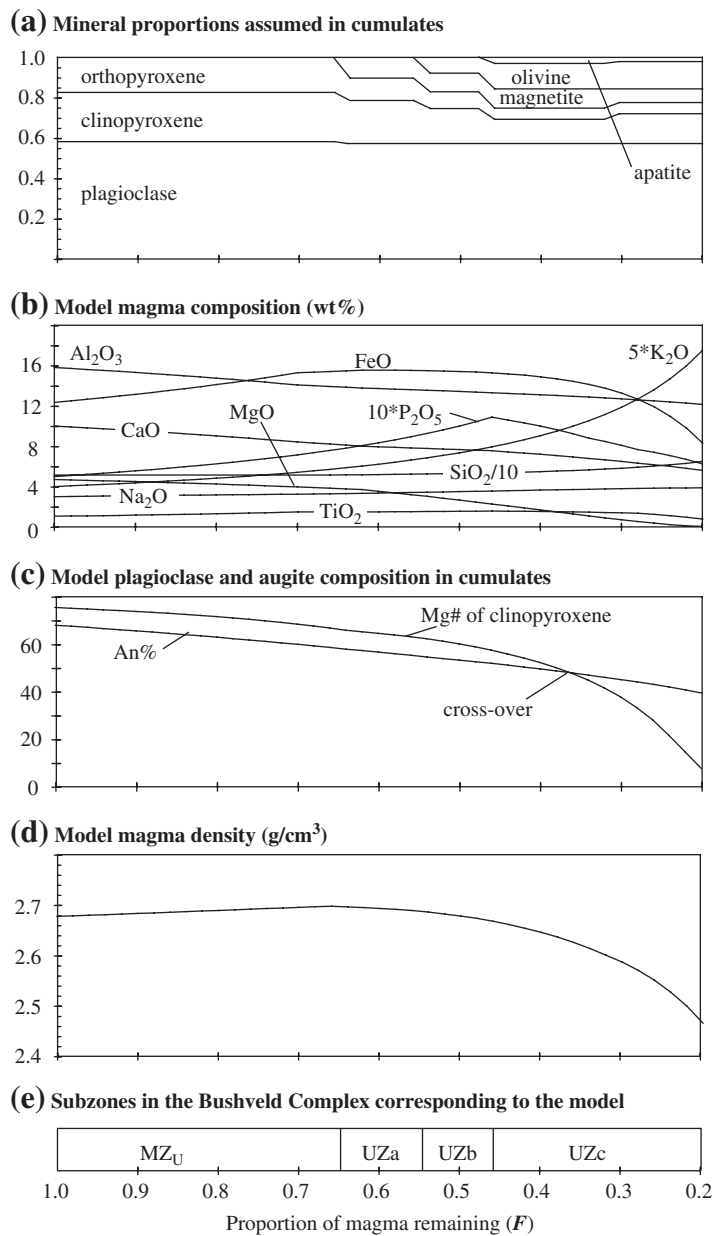 (a) Mineral proportions assumed in cumulates
1.0
orthopyroxene
olivine
0.8
magnetite
clinopyroxene
0.6
apatite
0.4
plagioclase
0.2
(b) Model magma composition (wt%)
16
Al₂O₃
FeO
5*K₂O
12
MgO
10*P₂O₅
CaO
8
SiO₂/10
4
Na₂O
TiO₂
0
(c) Model plagioclase and augite composition in cumulates
60
Mg# of clinopyroxene
An%
40
cross-over
20
0
(d) Model magma density (g/cm³)
2.7
2.6
2.5
2.4
(e) Subzones in the Bushveld Complex corresponding to the model
MZU UZa UZb UZc
1.0 0.9 0.8 0.7 0.6 0.5 0.4 0.3 0.2
Proportion of magma remaining (F)